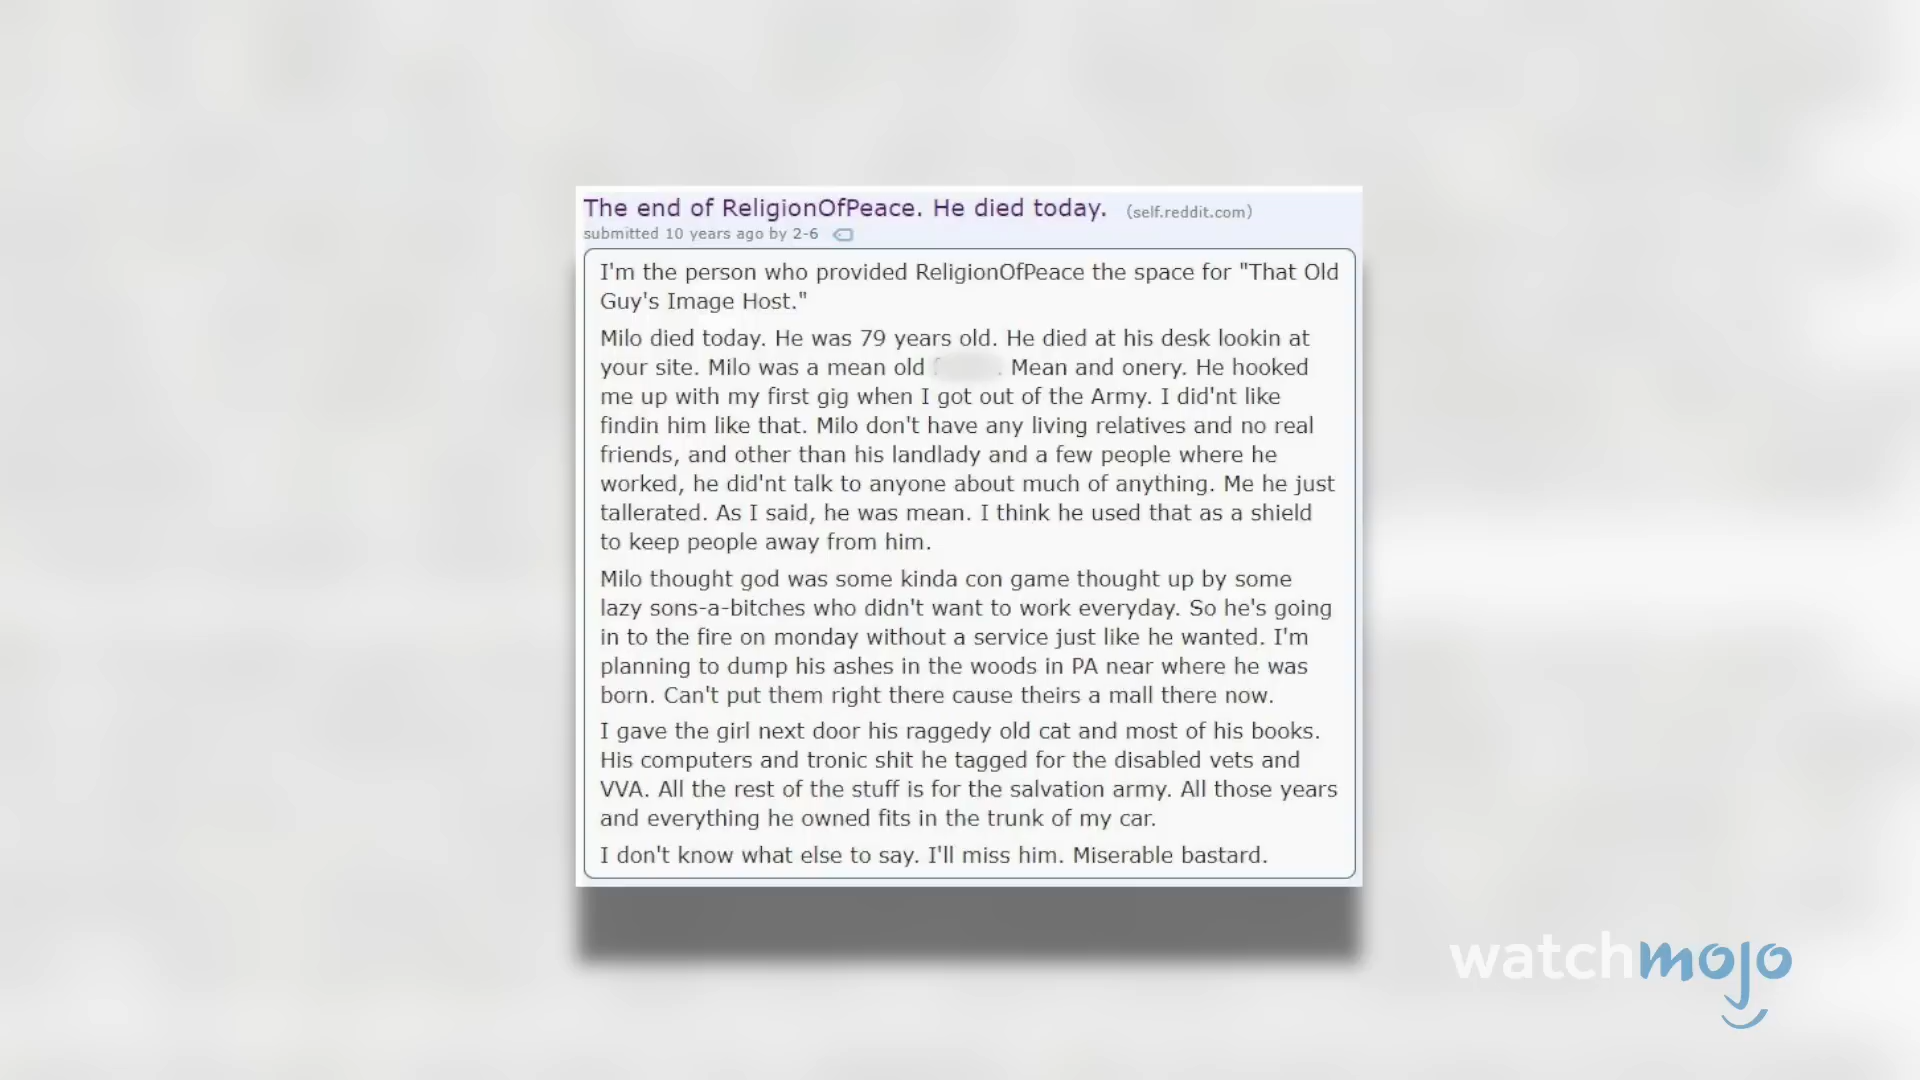 The end of ReligionOfPeace. He died today. (self.reddit.com)
submitted 10 years ago by 2-6
I'm the person who provided ReligionOfPeace the space for "That Old
Guy's Image Host."
Milo died today. He was 79 years old. He died at his desk lookin at
your site. Milo was a mean old . Mean and onery. He hooked
me up with my first gig when I got out of the Army. I did'nt like
findin him like that. Milo don't have any living relatives and no real
friends, and other than his landlady and a few people where he
worked, he did'nt talk to anyone about much of anything. Me he just
tallerated. As I said, he was mean. I think he used that as a shield
to keep people away from him.
Milo thought god was some kinda con game thought up by some
lazy sons-a-bitches who didn't want to work everyday. So he's going
in to the fire on monday without a service just like he wanted. I'm
planning to dump his ashes in the woods in PA near where he was
born. Can't put them right there cause theirs a mall there now.
I gave the girl next door his raggedy old cat and most of his books.
His computers and tronic shit he tagged for the disabled vets and
VVA. All the rest of the stuff is for the salvation army. All those years
and everything he owned fits in the trunk of my car.
I don't know what else to say. I'll miss him. Miserable bastard.
watchmojo